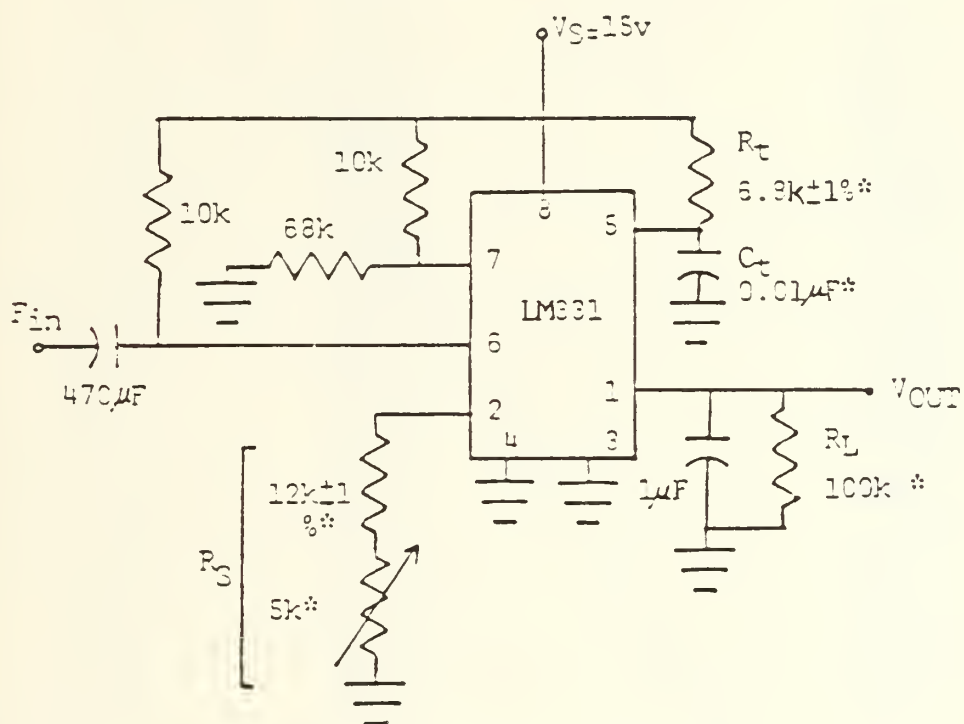 VS=15v
Rt
6.8k±1%*
10k
10k
68k
8
5
7
Ct
0.01µF*
LM331
Fin
6
470µF
1
VOUT
2
4
3
RL
100k *
1µF
12k±1
%*
RS
5k*